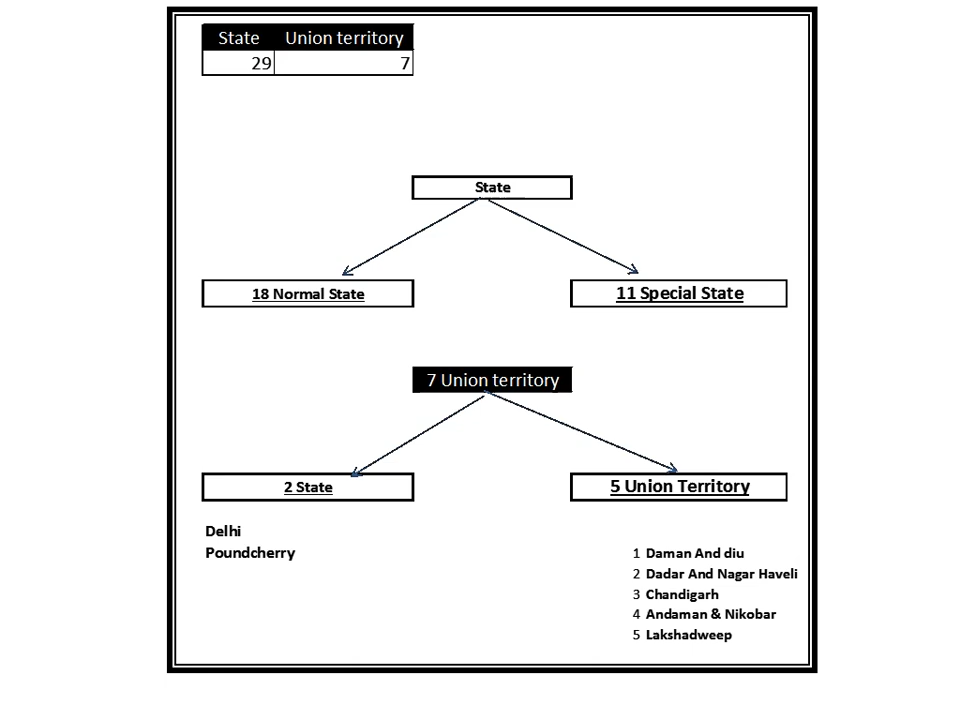 State Union territory
29 7
State
18 Normal State 11 Special State
7 Union territory
2 State 5 Union Territory
Delhi
Poundcherry
1 Daman And diu
2 Dadar And Nagar Haveli
3 Chandigarh
4 Andaman & Nikobar
5 Lakshadweep